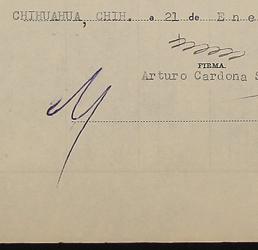 CHIHUAHUA, CHIH. a 21 de Ene
FIRMA.
Arturo Cardona S